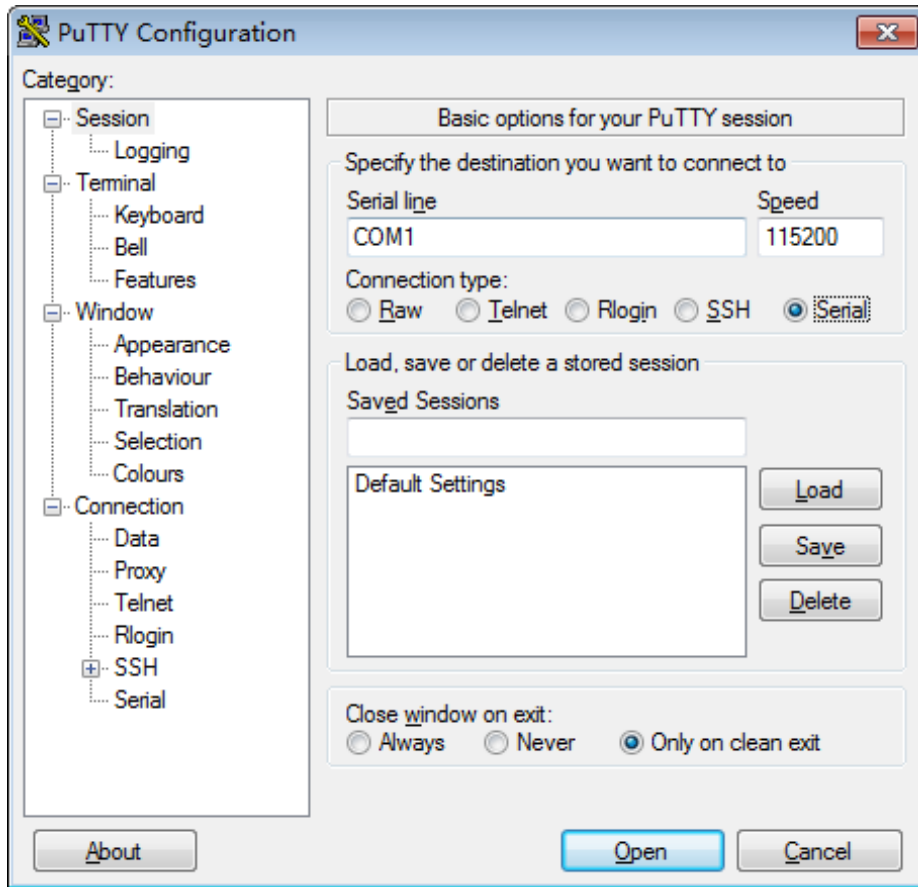 PuTTY Configuration
Category:
Session
Logging
Terminal
Keyboard
Bell
Features
Window
Appearance
Behaviour
Translation
Selection
Colours
Connection
Data
Proxy
Telnet
Rlogin
SSH
Serial
Basic options for your PuTTY session
Specify the destination you want to connect to
Serial line Speed
COM1 115200
Connection type:
Raw Telnet Rlogin SSH Serial
Load, save or delete a stored session
Saved Sessions
Default Settings
Load
Save
Delete
Close window on exit:
Always Never Only on clean exit
About Open Cancel